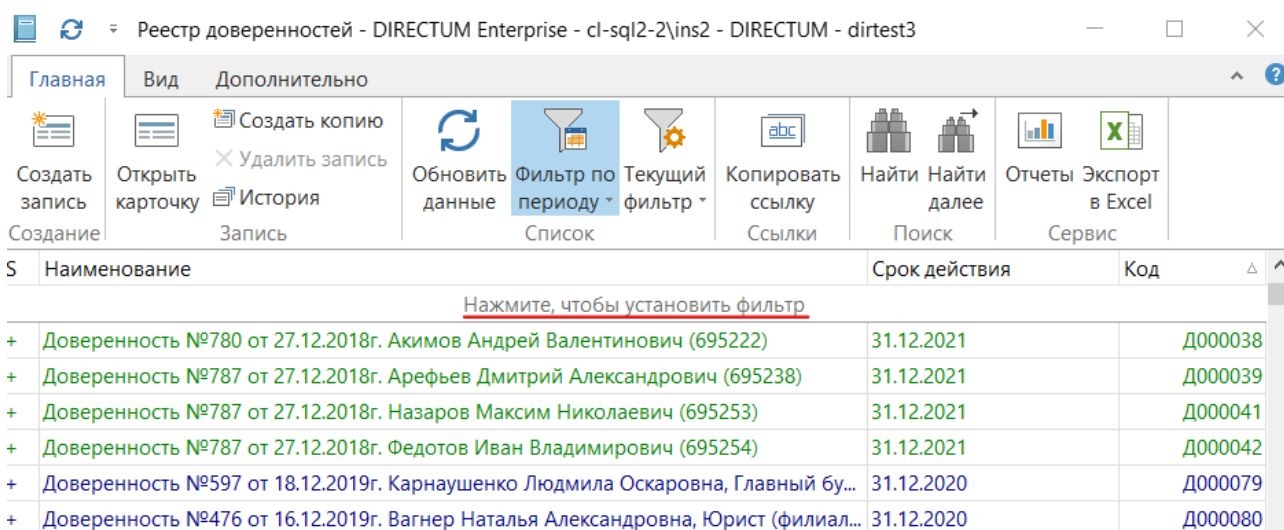 Реестр доверенностей - DIRECTUM Enterprise - cl-sql2-2\ins2 - DIRECTUM - dirtest3
Главная Вид Дополнительно
?
Создать запись
Открыть карточку
Создать копию
Удалить запись
История
Обновить данные
Фильтр по периоду
Текущий фильтр
abc
Копировать ссылку
Найти
Найти далее
Отчеты
X
Экспорт в Excel
Создание Запись Список Ссылки Поиск Сервис
S Наименование Срок действия Код
Нажмите, чтобы установить фильтр
+ Доверенность №780 от 27.12.2018г. Акимов Андрей Валентинович (695222) 31.12.2021 Д000038
+ Доверенность №787 от 27.12.2018г. Арефьев Дмитрий Александрович (695238) 31.12.2021 Д000039
+ Доверенность №787 от 27.12.2018г. Назаров Максим Николаевич (695253) 31.12.2021 Д000041
+ Доверенность №787 от 27.12.2018г. Федотов Иван Владимирович (695254) 31.12.2021 Д000042
+ Доверенность №597 от 18.12.2019г. Карнаушенко Людмила Оскаровна, Главный бу... 31.12.2020 Д000079
+ Доверенность №476 от 16.12.2019г. Вагнер Наталья Александровна, Юрист (филиал... 31.12.2020 Д000080